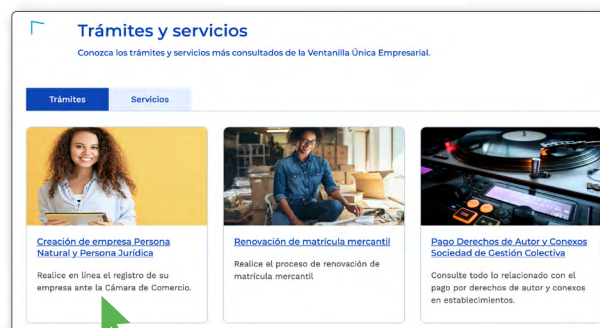 Trámites y servicios
Conozca los trámites y servicios más consultados de la Ventanilla Única Empresarial.
Trámites
Servicios
Creación de empresa Persona
Natural y Persona Jurídica
Realice en línea el registro de su
empresa ante la Cámara de Comercio.
Renovación de matrícula mercantil
Realice el proceso de renovación de
matrícula mercantil
Pago Derechos de Autor y Conexos
Sociedad de Gestión Colectiva
Consulte todo lo relacionado con el
pago por derechos de autor y conexos
en establecimientos.